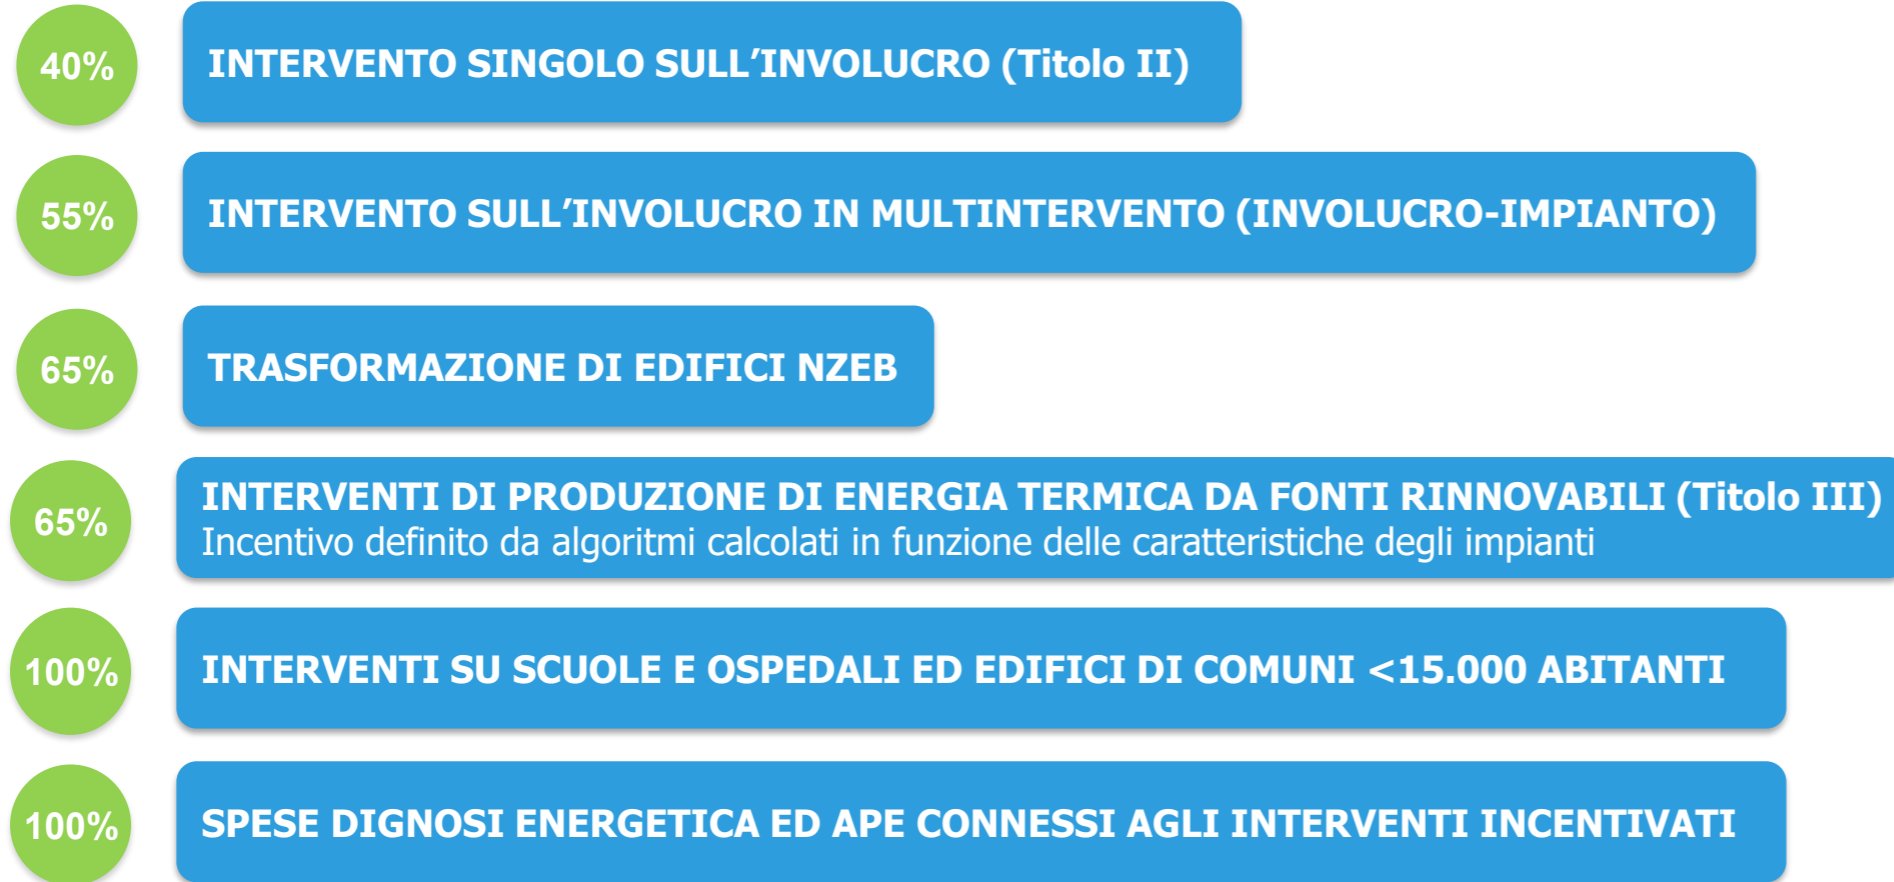 40%
INTERVENTO SINGOLO SULL’INVOLUCRO (Titolo II)
55%
INTERVENTO SULL’INVOLUCRO IN MULTINTERVENTO (INVOLUCRO-IMPIANTO)
65%
TRASFORMAZIONE DI EDIFICI NZEB
65%
INTERVENTI DI PRODUZIONE DI ENERGIA TERMICA DA FONTI RINNOVABILI (Titolo III)
Incentivo definito da algoritmi calcolati in funzione delle caratteristiche degli impianti
100%
INTERVENTI SU SCUOLE E OSPEDALI ED EDIFICI DI COMUNI <15.000 ABITANTI
100%
SPESE DIGNOSI ENERGETICA ED APE CONNESSI AGLI INTERVENTI INCENTIVATI